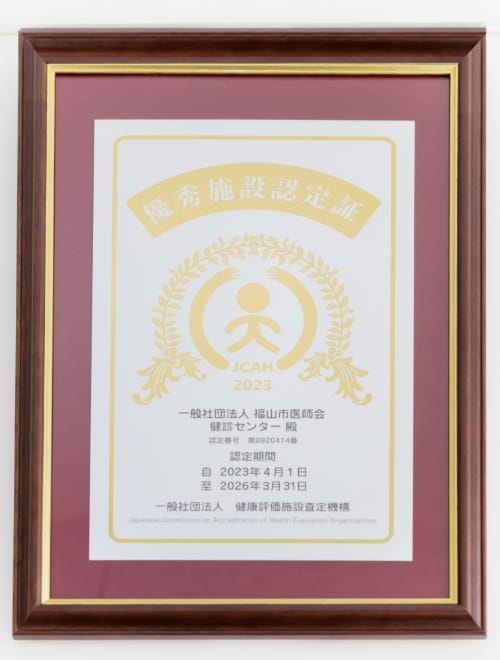 優秀施設認定証
JCAH
2023
一般社団法人 福山市医師会
健診センター 殿
認定番号 第0920414号
認定期間
自 2023年4月1日
至 2026年3月31日
一般社団法人 健康評価施設査定機構
Japanese Commission on Accreditation of Health Evaluation Organizations